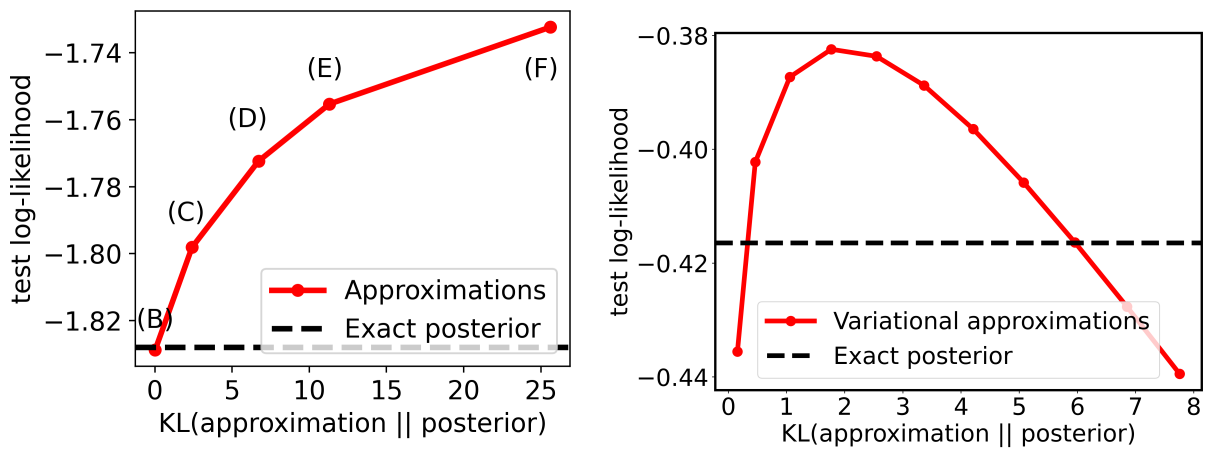 test log-likelihood
−1.74
−1.76
−1.78
−1.80
−1.82
(B)
(C)
(D)
(E)
(F)
Approximations
Exact posterior
0 5 10 15 20 25
KL(approximation || posterior)
test log-likelihood
−0.38
−0.40
−0.42
−0.44
Variational approximations
Exact posterior
0 1 2 3 4 5 6 7 8
KL(approximation || posterior)